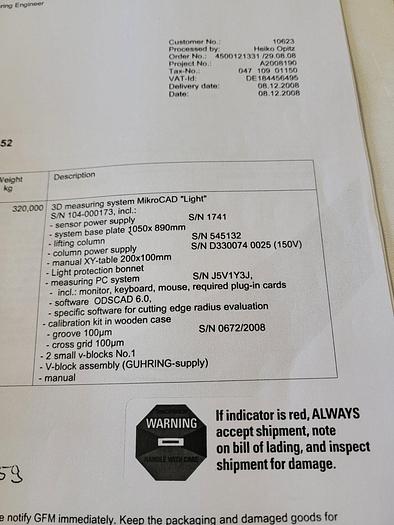 ring Engineer
Customer No.: 10623
Processed by: Heiko Opitz
Order No.: 4500121331 /29.08.08
Project No.: A2008190
Tax-No.: 047 109 01150
VAT-Id: DE184456495
Delivery date: 08.12.2008
Date: 08.12.2008
52
Weight Description
kg
320,000 3D measuring system MikroCAD "Light"
S/N 104-000173, incl.:
- sensor power supply S/N 1741
- system base plate 1050x 890mm
- lifting column S/N 545132
- column power supply S/N D330074 0025 (150V)
- manual XY-table 200x100mm
- Light protection bonnet
- measuring PC system S/N J5V1Y3J,
- incl.: monitor, keyboard, mouse, required plug-in cards
- software ODSCAD 6.0,
- specific software for cutting edge radius evaluation
- calibration kit in wooden case
- groove 100µm S/N 0672/2008
- cross grid 100µm
- 2 small v-blocks No.1
- V-block assembly (GUHRING-supply)
- manual
WARNING
HANDLE WITH CARE
If indicator is red, ALWAYS
accept shipment, note
on bill of lading, and inspect
shipment for damage.
59
e notify GFM immediately. Keep the packaging and damaged goods for